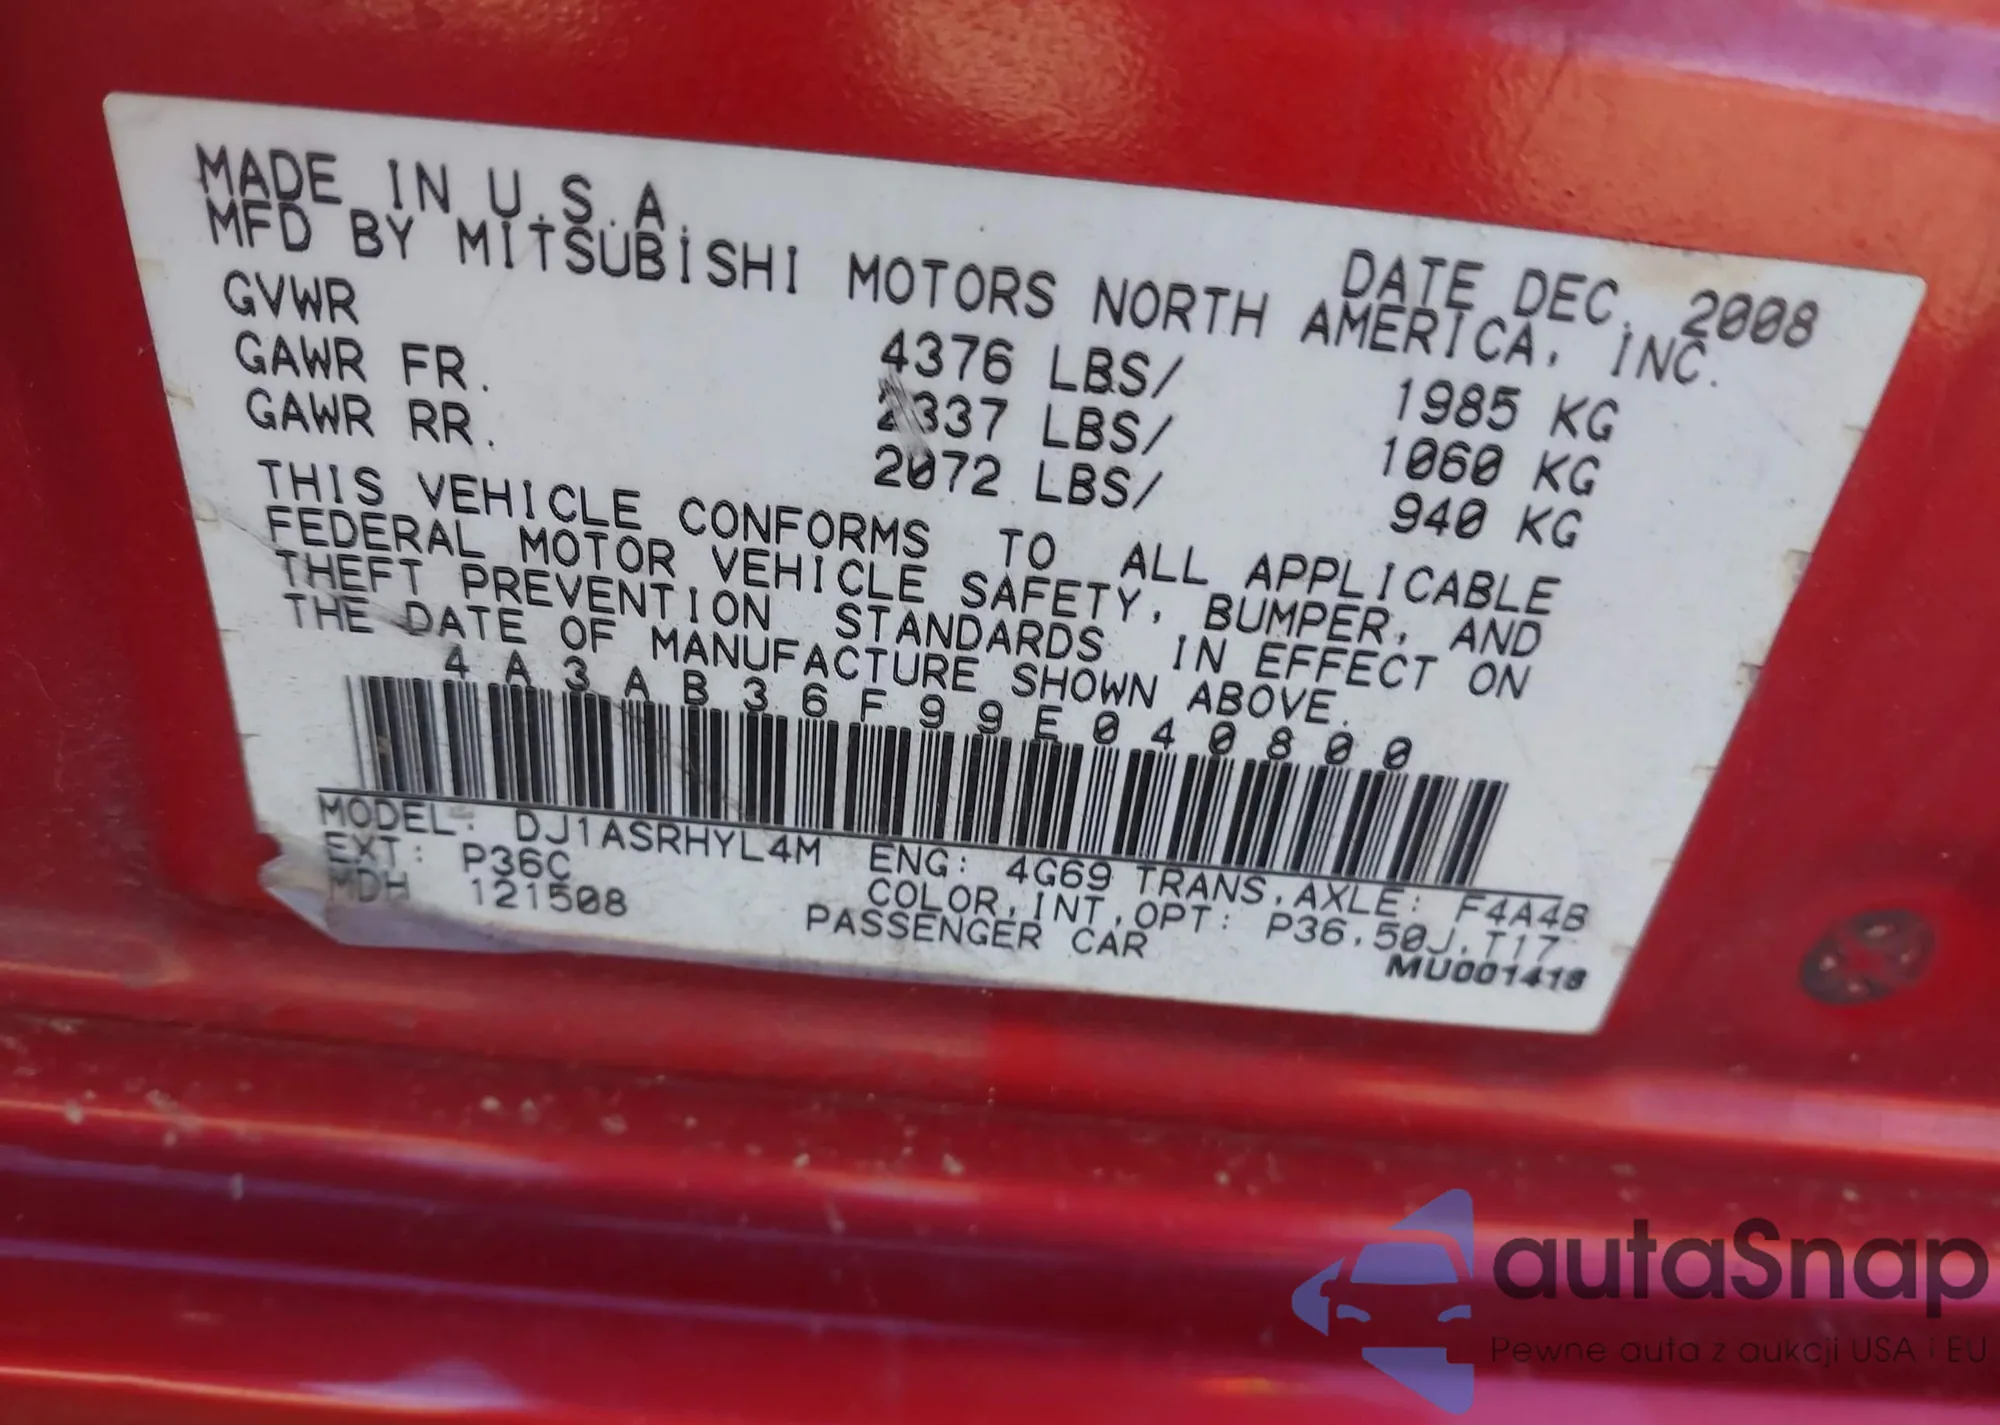 MADE IN U.S.A.
DATE DEC. 2008
MFD BY MITSUBISHI MOTORS NORTH AMERICA, INC.
GVWR 4376 LBS/ 1985 KG
GAWR FR. 2337 LBS/ 1060 KG
GAWR RR. 2072 LBS/ 940 KG
THIS VEHICLE CONFORMS TO ALL APPLICABLE
FEDERAL MOTOR VEHICLE SAFETY, BUMPER, AND
THEFT PREVENTION STANDARDS IN EFFECT ON
THE DATE OF MANUFACTURE SHOWN ABOVE.
4A3AB36F99E040800
MODEL: DJ1ASRHYL4M ENG: 4G69 TRANS.AXLE: F4A4B
EXT: P36C COLOR,INT,OPT: P36,50J,T17
MDH 121508 PASSENGER CAR
MU001418
autaSnap
Pewne auta z aukcji USA i EU